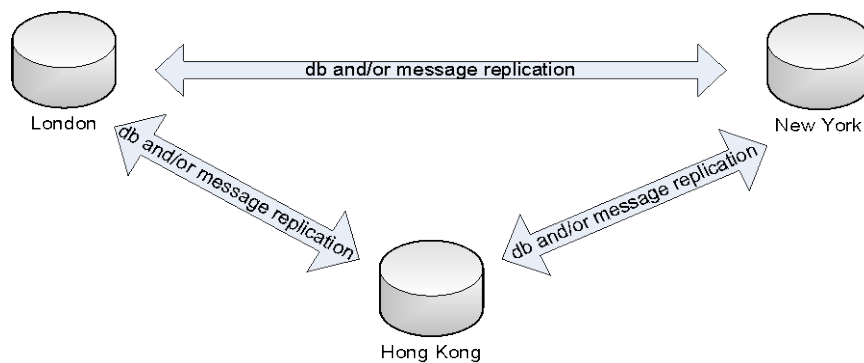 db and/or message replication
London
New York
db and/or message replication
db and/or message replication
Hong Kong